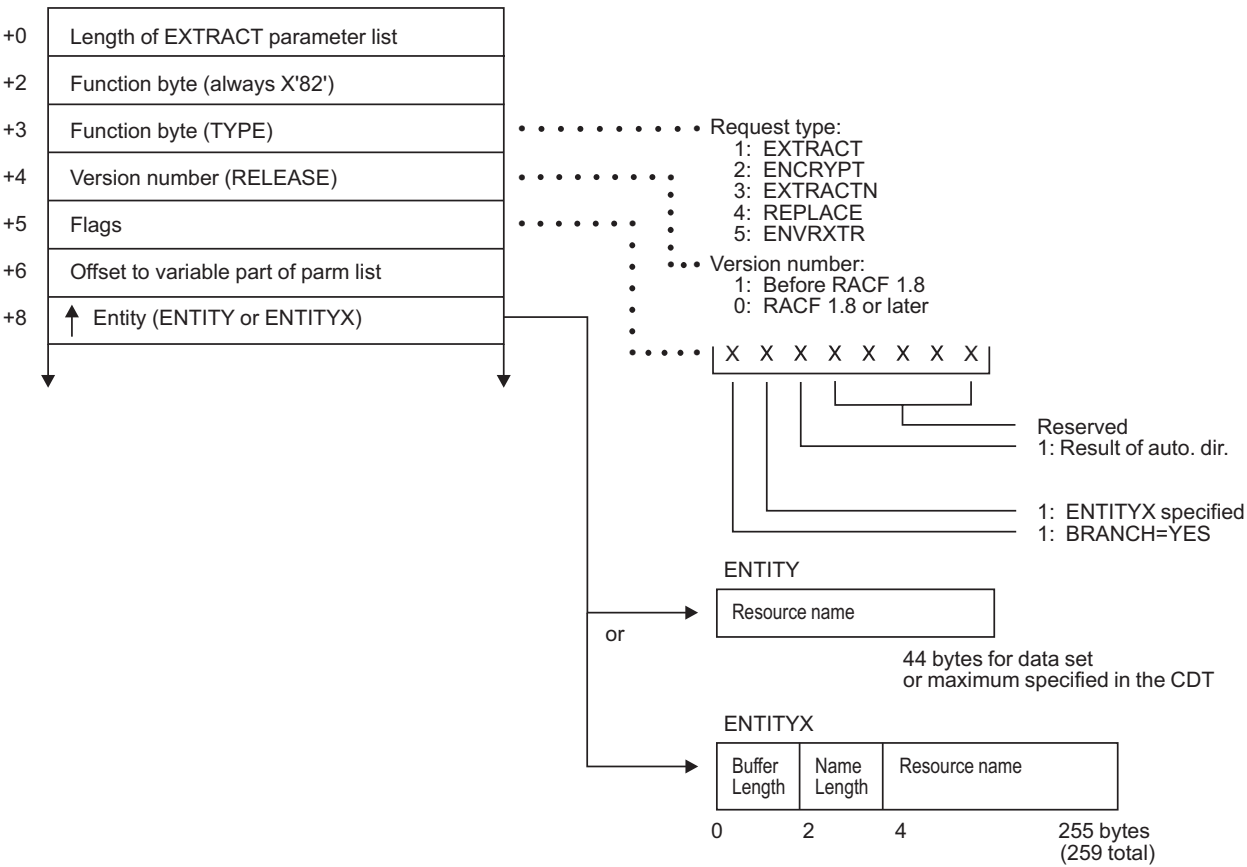 +0 Length of EXTRACT parameter list
+2 Function byte (always X'82')
+3 Function byte (TYPE)
+4 Version number (RELEASE)
+5 Flags
+6 Offset to variable part of parm list
+8 Entity (ENTITY or ENTITYX)
Request type:
1: EXTRACT
2: ENCRYPT
3: EXTRACTN
4: REPLACE
5: ENVRXTR
Version number:
1: Before RACF 1.8
0: RACF 1.8 or later
X X X X X X X X
Reserved
1: Result of auto. dir.
1: ENTITYX specified
1: BRANCH=YES
ENTITY
Resource name
or
44 bytes for data set
or maximum specified in the CDT
ENTITYX
Buffer
Length
Name
Length
Resource name
0 2 4 255 bytes
(259 total)